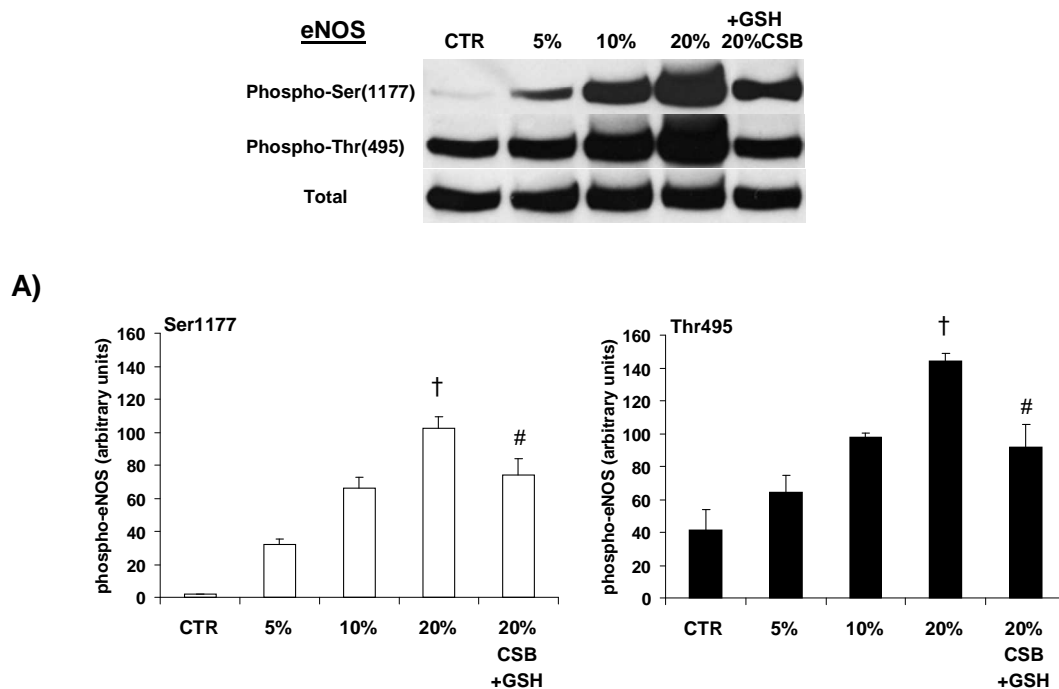 eNOS
CTR 5% 10% 20% +GSH 20%CSB
Phospho-Ser(1177)
Phospho-Thr(495)
Total
A)
Ser1177
phospho-eNOS (arbitrary units)
160
140
120
100
80
60
40
20
0
†
#
CTR 5% 10% 20% 20%
CSB
+GSH
Thr495
phospho-eNOS (arbitrary units)
160
140
120
100
80
60
40
20
0
†
#
CTR 5% 10% 20% 20%
CSB
+GSH